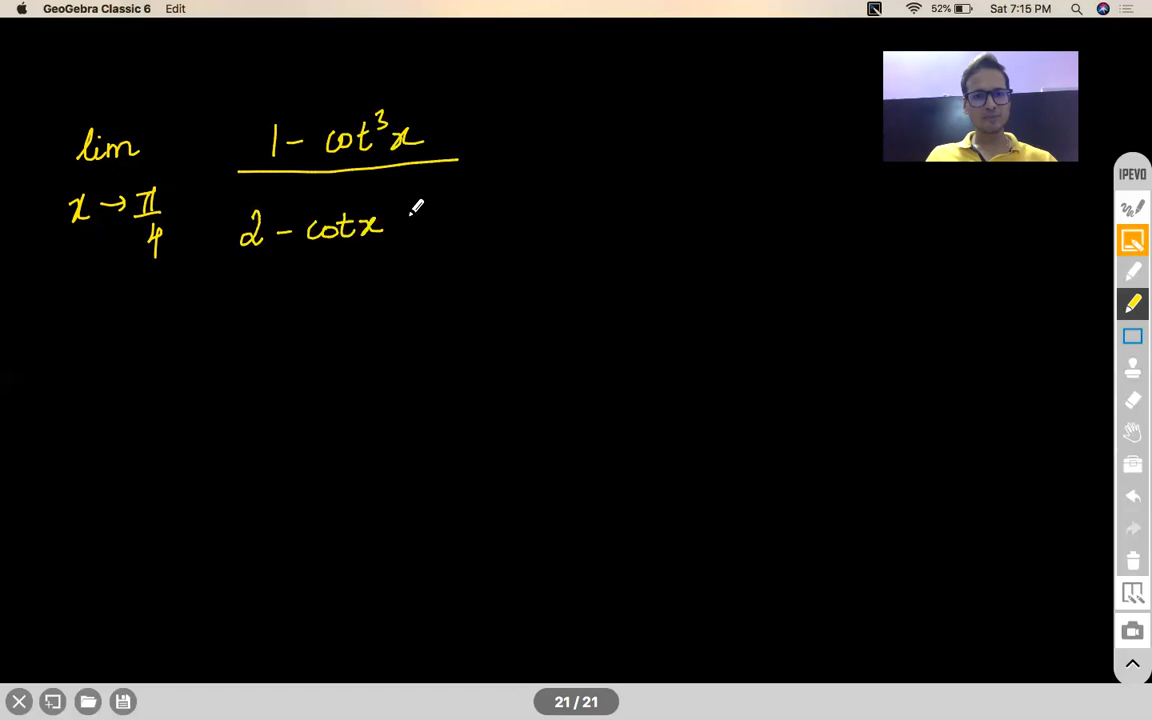 GeoGebra Classic 6 Edit 52% Sat 7:15 PM
lim 1 - cot³x
x → π/4 2 - cotx
IPEVO
21 / 21